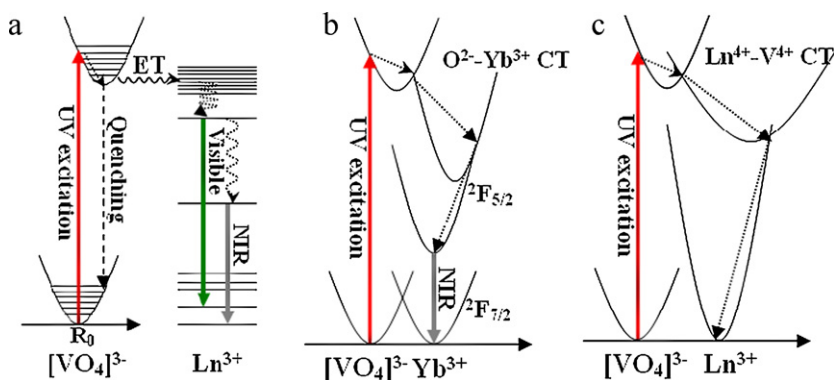 a
ET
UV excitation
Quenching
Visible
NIR
R₀
[VO₄]³⁻
Ln³⁺
b
O²⁻-Yb³⁺ CT
UV excitation
²F₅/₂
NIR
²F₇/₂
[VO₄]³⁻ Yb³⁺
c
Ln⁴⁺-V⁴⁺ CT
UV excitation
[VO₄]³⁻ Ln³⁺